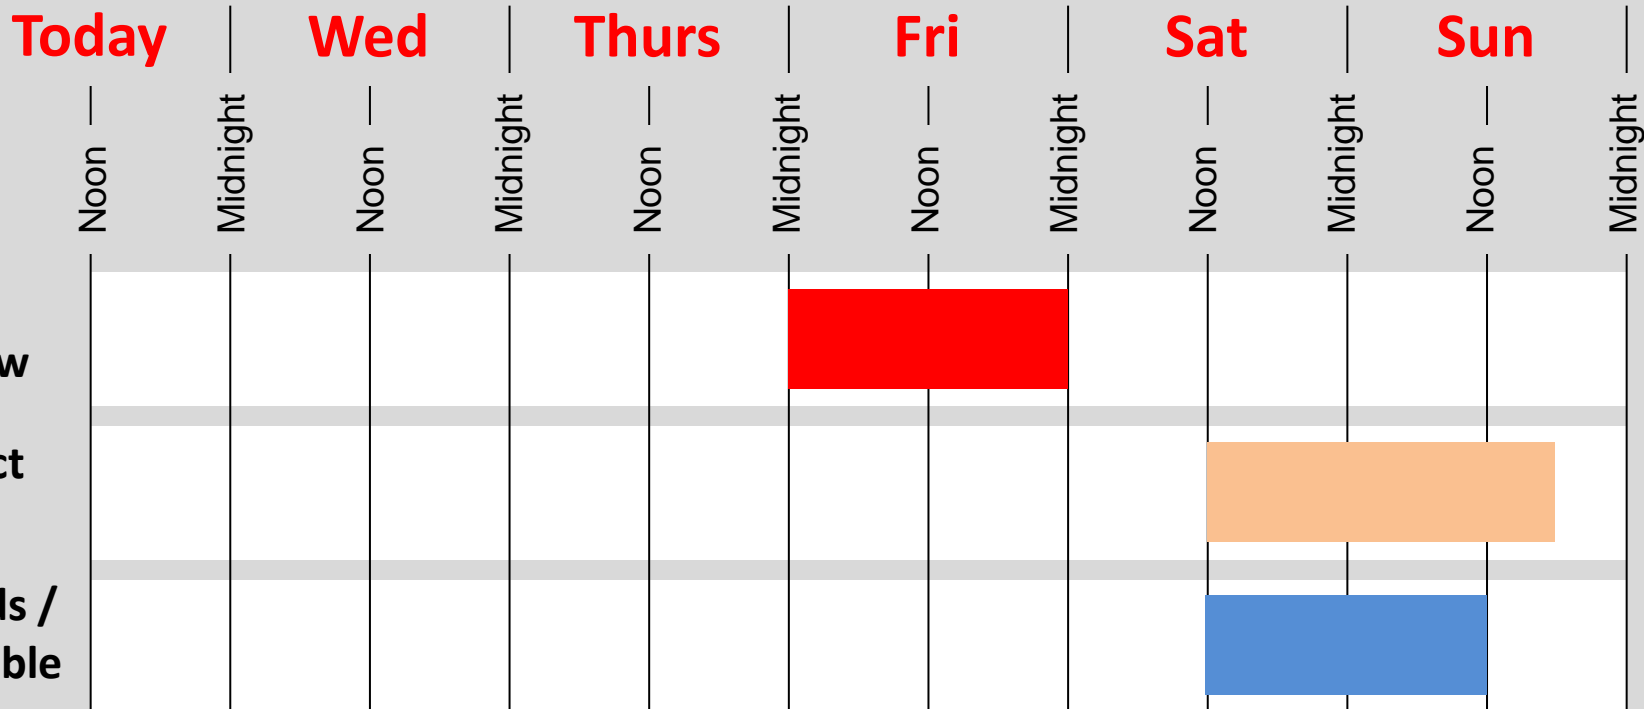 Today Wed Thurs Fri Sat Sun
Noon Midnight Noon Midnight Noon Midnight Noon Midnight Noon Midnight Noon Midnight
w
ct
ls /
ble